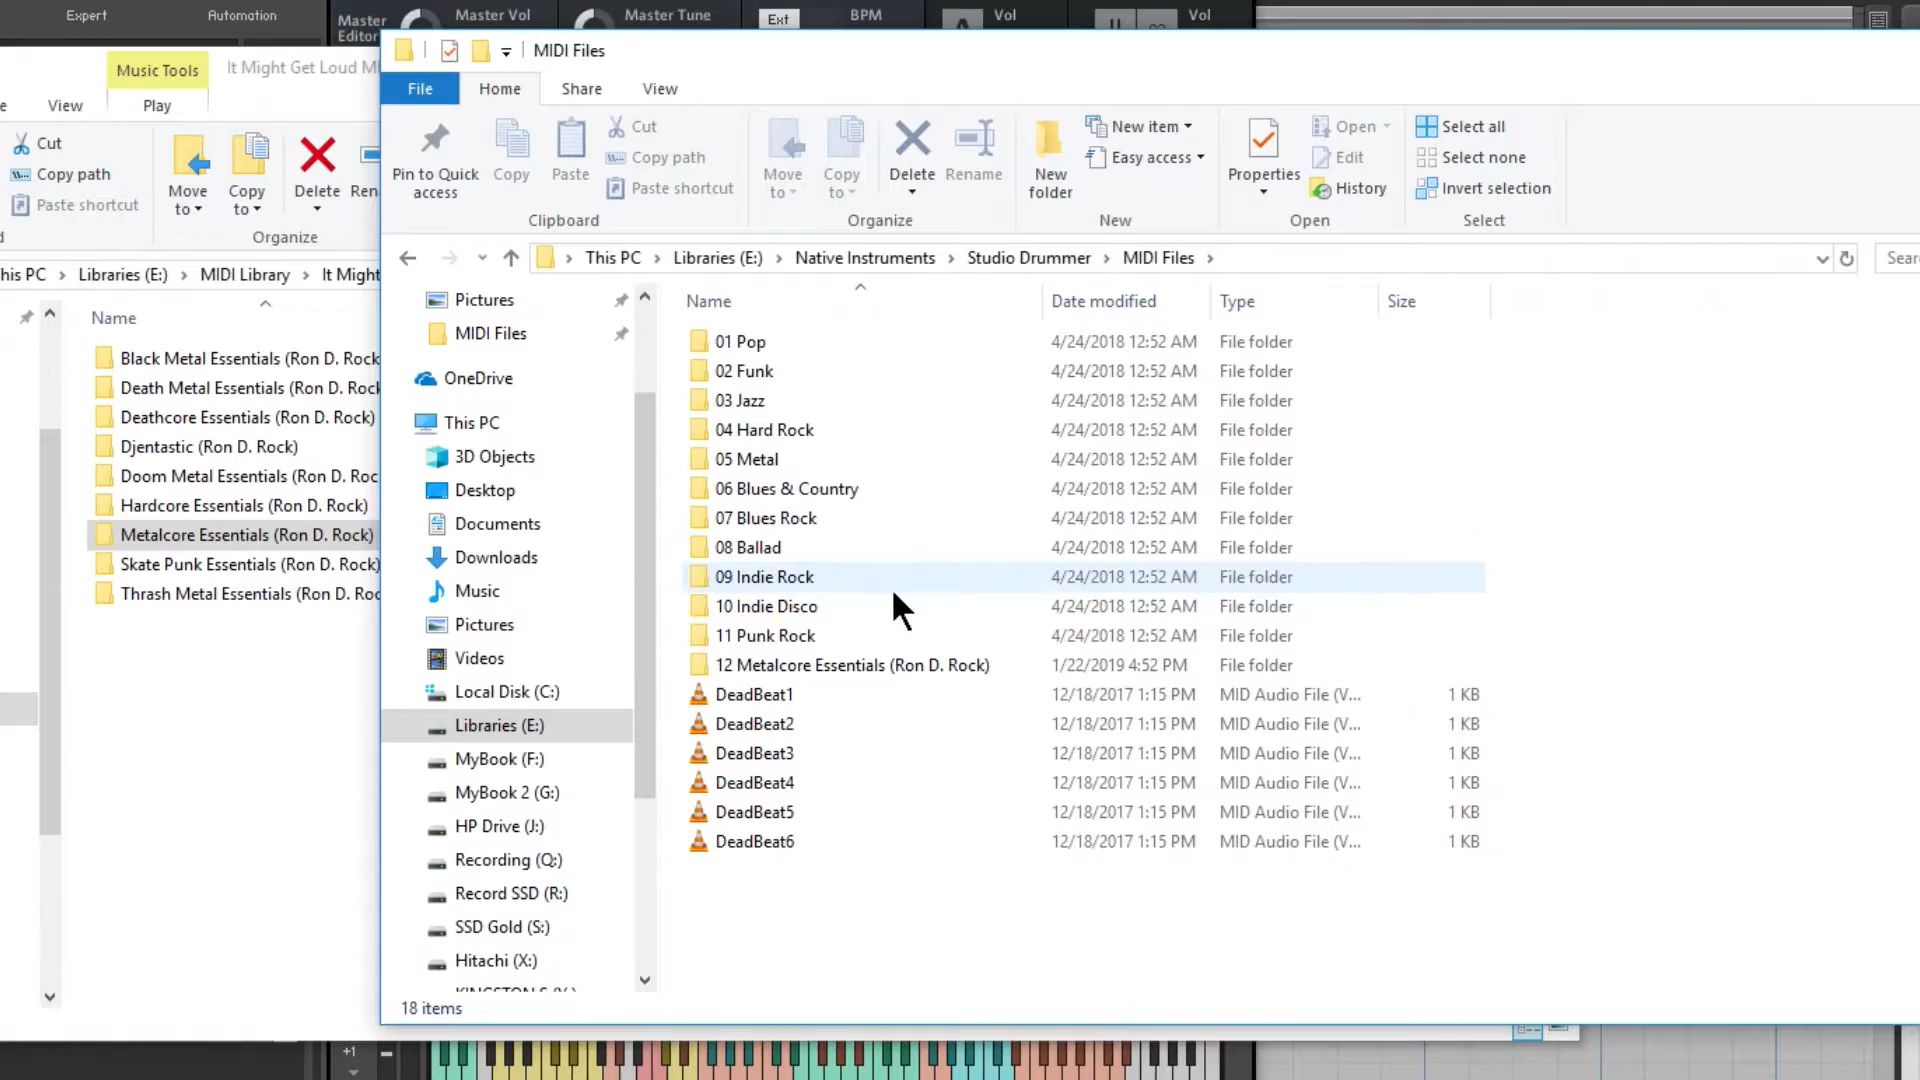 Expert
Automation
Master Editor
Master Vol
Master Tune
Ext
BPM
Vol
Vol
Music Tools
It Might Get Loud MI
View
Play
Cut
Copy path
Paste shortcut
Move to
Copy to
Delete
Ren
Organize
his PC > Libraries (E:) > MIDI Library > It Might
Name
Black Metal Essentials (Ron D. Rock
Death Metal Essentials (Ron D. Rock
Deathcore Essentials (Ron D. Rock)
Djentastic (Ron D. Rock)
Doom Metal Essentials (Ron D. Roc
Hardcore Essentials (Ron D. Rock)
Metalcore Essentials (Ron D. Rock)
Skate Punk Essentials (Ron D. Rock)
Thrash Metal Essentials (Ron D. Roc
MIDI Files
File Home Share View
Pin to Quick access
Copy
Paste
Cut
Copy path
Paste shortcut
Clipboard
Move to
Copy to
Delete
Rename
Organize
New folder
New item
Easy access
New
Properties
Open
Edit
History
Open
Select all
Select none
Invert selection
Select
This PC > Libraries (E:) > Native Instruments > Studio Drummer > MIDI Files >
Sear
Pictures
MIDI Files
OneDrive
This PC
3D Objects
Desktop
Documents
Downloads
Music
Pictures
Videos
Local Disk (C:)
Libraries (E:)
MyBook (F:)
MyBook 2 (G:)
HP Drive (J:)
Recording (Q:)
Record SSD (R:)
SSD Gold (S:)
Hitachi (X:)
Name Date modified Type Size
01 Pop 4/24/2018 12:52 AM File folder
02 Funk 4/24/2018 12:52 AM File folder
03 Jazz 4/24/2018 12:52 AM File folder
04 Hard Rock 4/24/2018 12:52 AM File folder
05 Metal 4/24/2018 12:52 AM File folder
06 Blues & Country 4/24/2018 12:52 AM File folder
07 Blues Rock 4/24/2018 12:52 AM File folder
08 Ballad 4/24/2018 12:52 AM File folder
09 Indie Rock 4/24/2018 12:52 AM File folder
10 Indie Disco 4/24/2018 12:52 AM File folder
11 Punk Rock 4/24/2018 12:52 AM File folder
12 Metalcore Essentials (Ron D. Rock) 1/22/2019 4:52 PM File folder
DeadBeat1 12/18/2017 1:15 PM MID Audio File (V... 1 KB
DeadBeat2 12/18/2017 1:15 PM MID Audio File (V... 1 KB
DeadBeat3 12/18/2017 1:15 PM MID Audio File (V... 1 KB
DeadBeat4 12/18/2017 1:15 PM MID Audio File (V... 1 KB
DeadBeat5 12/18/2017 1:15 PM MID Audio File (V... 1 KB
DeadBeat6 12/18/2017 1:15 PM MID Audio File (V... 1 KB
18 items
+1